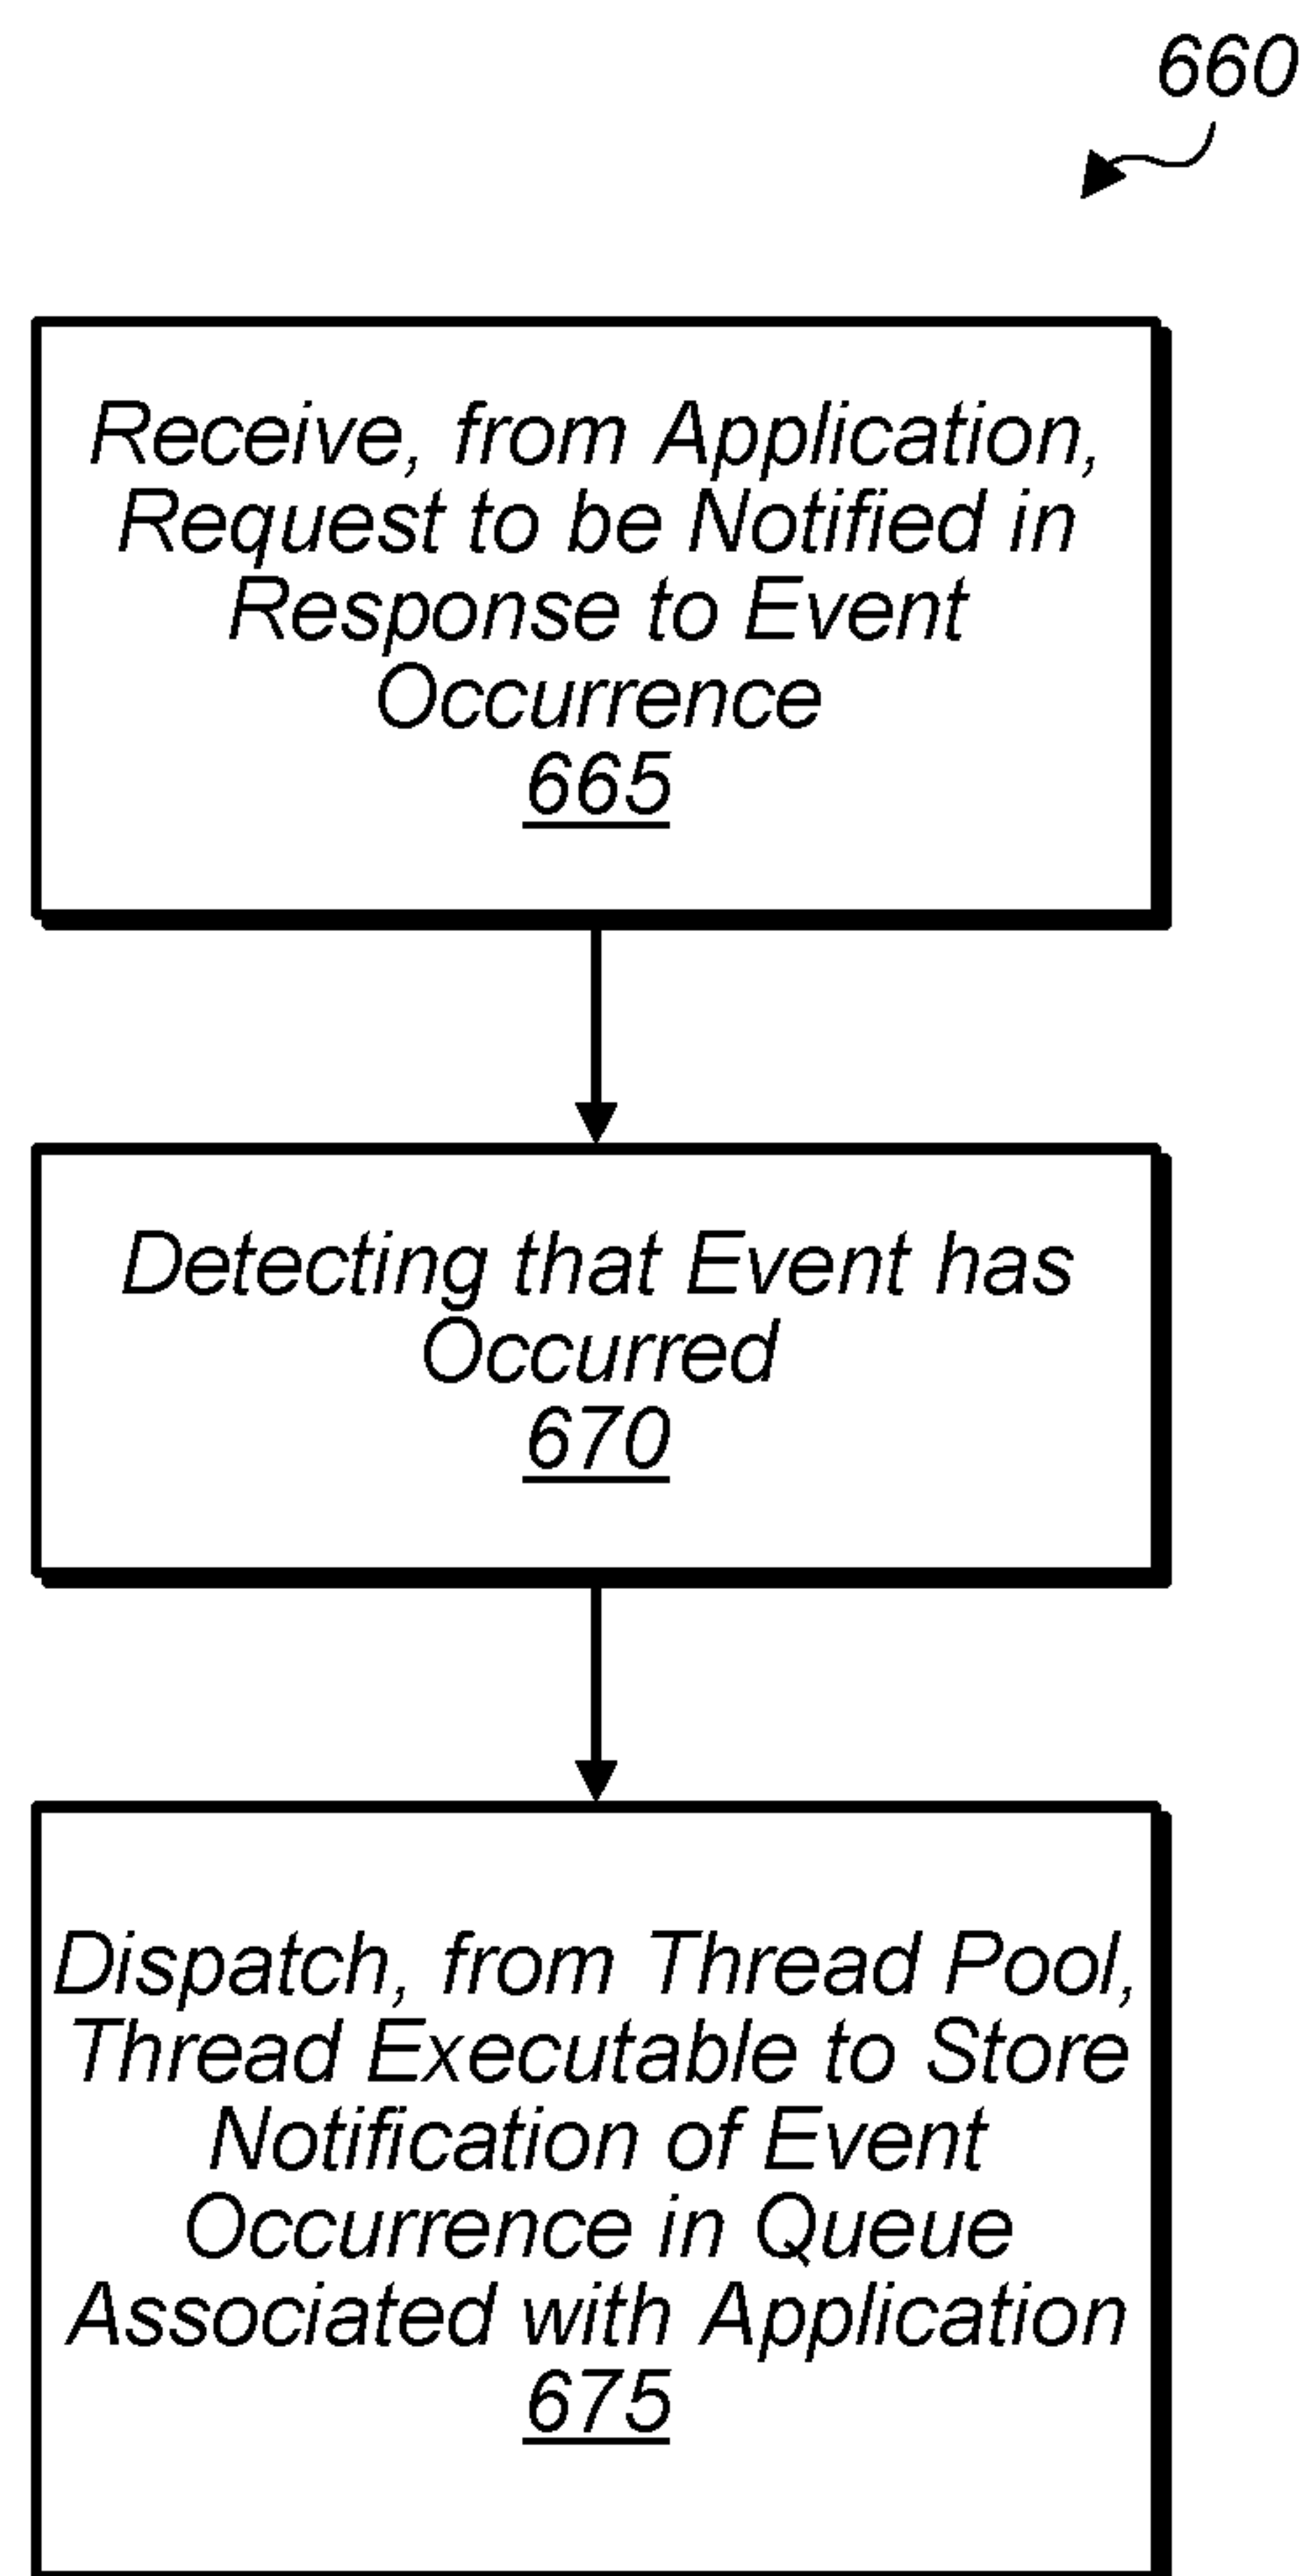 660
Receive, from Application,
Request to be Notified in
Response to Event
Occurrence
665
Detecting that Event has
Occurred
670
Dispatch, from Thread Pool,
Thread Executable to Store
Notification of Event
Occurrence in Queue
Associated with Application
675